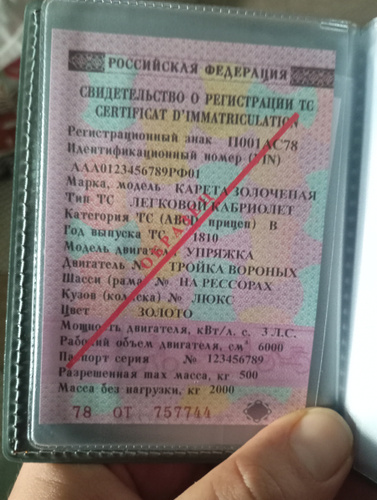 РОССИЙСКАЯ ФЕДЕРАЦИЯ
СВИДЕТЕЛЬСТВО О РЕГИСТРАЦИИ ТС
CERTIFICAT D'IMMATRICULATION
Регистрационный знак П001АС78
Идентификационный номер (VIN)
ААА0123456789РФ01
Марка, модель КАРЕТА ЗОЛОЧЕНАЯ
Тип ТС ЛЕГКОВОЙ КАБРИОЛЕТ
Категория ТС (ABCD, прицеп) B
Год выпуска ТС 1810
Модель двигателя УПРЯЖКА
Двигатель № ТРОЙКА ВОРОНЫХ
Шасси (рама) № НА РЕССОРАХ
Кузов (коляска) № ЛЮКС
Цвет ЗОЛОТО
Мощность двигателя, кВт/л. с. 3 Л.С.
Рабочий объем двигателя, см³ 6000
Паспорт серия № 123456789
Разрешенная max масса, кг 500
Масса без нагрузки, кг 2000
78 ОТ 757744
ОБРАЗЕЦ